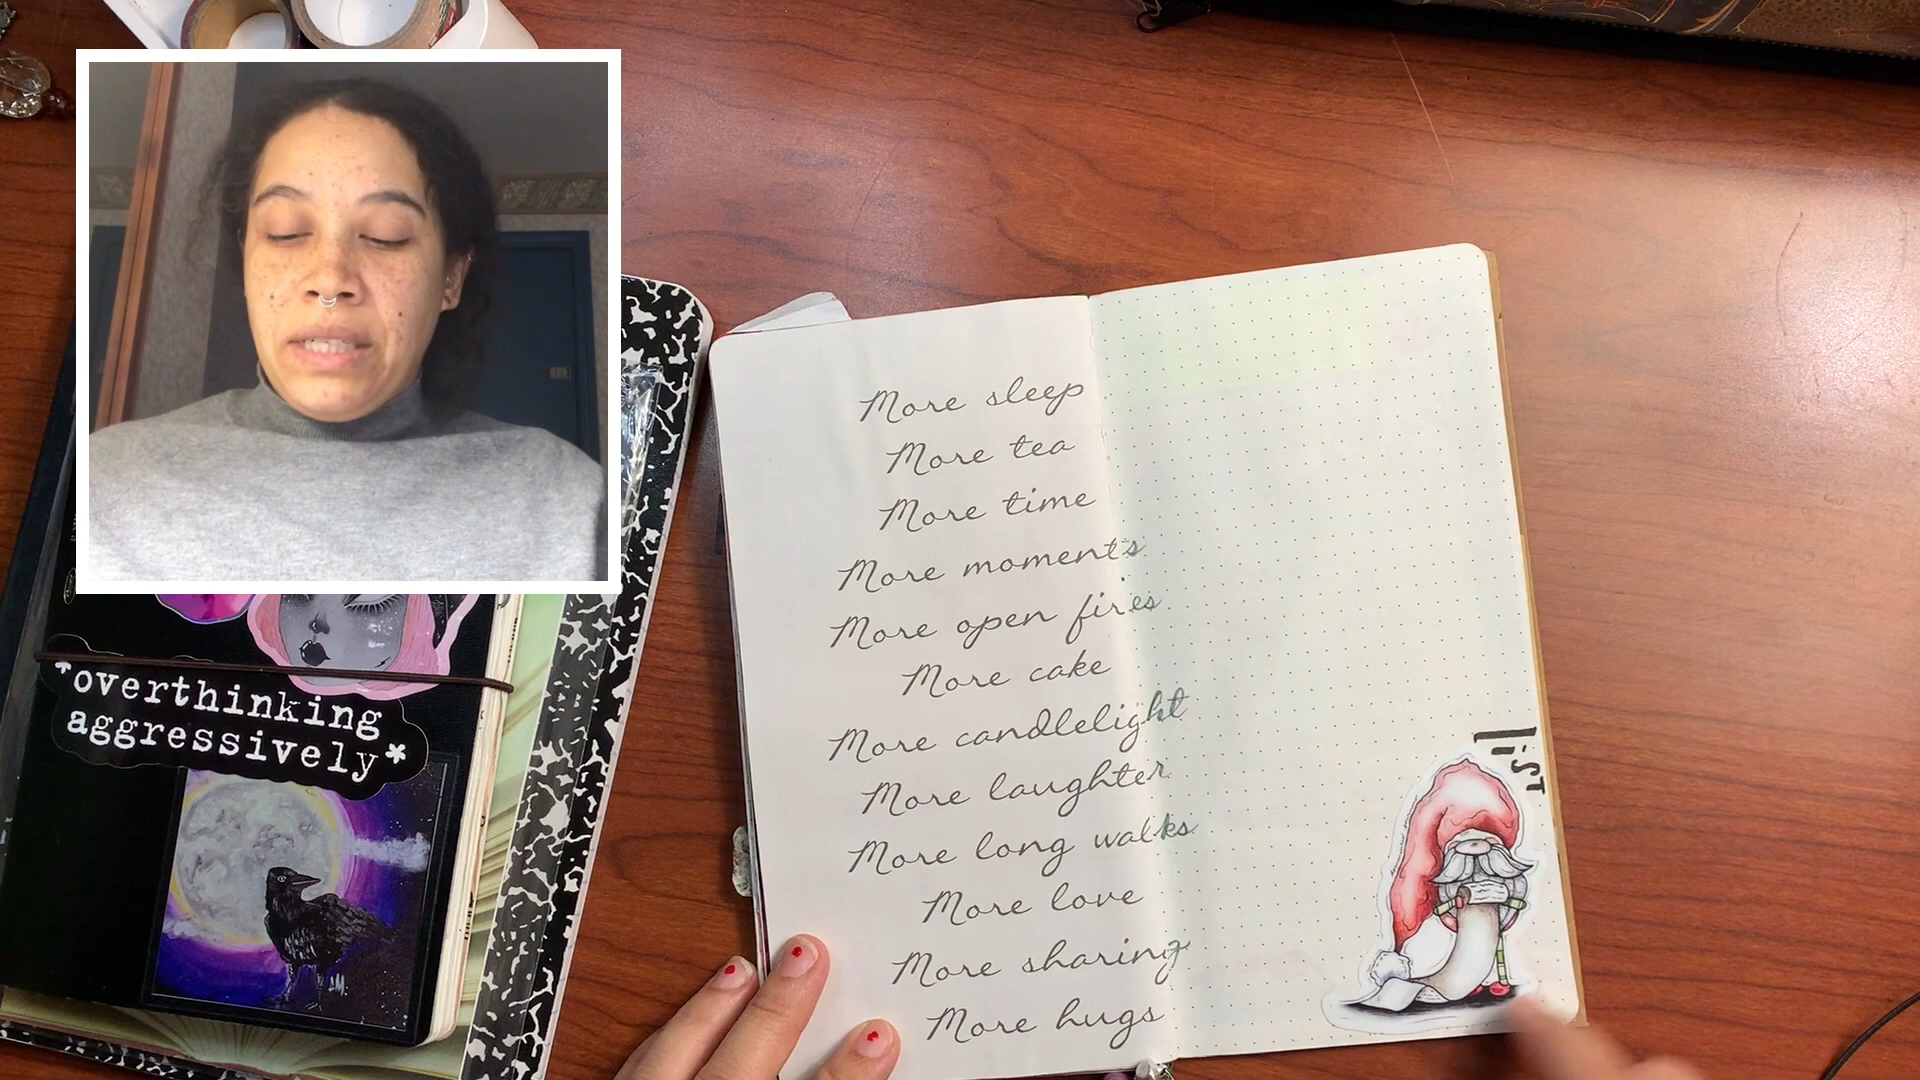 *overthinking
aggressively*
More sleep
More tea
More time
More moments
More open fires
More cake
More candlelight
More laughter
More long walks
More love
More sharing
More hugs
LiST